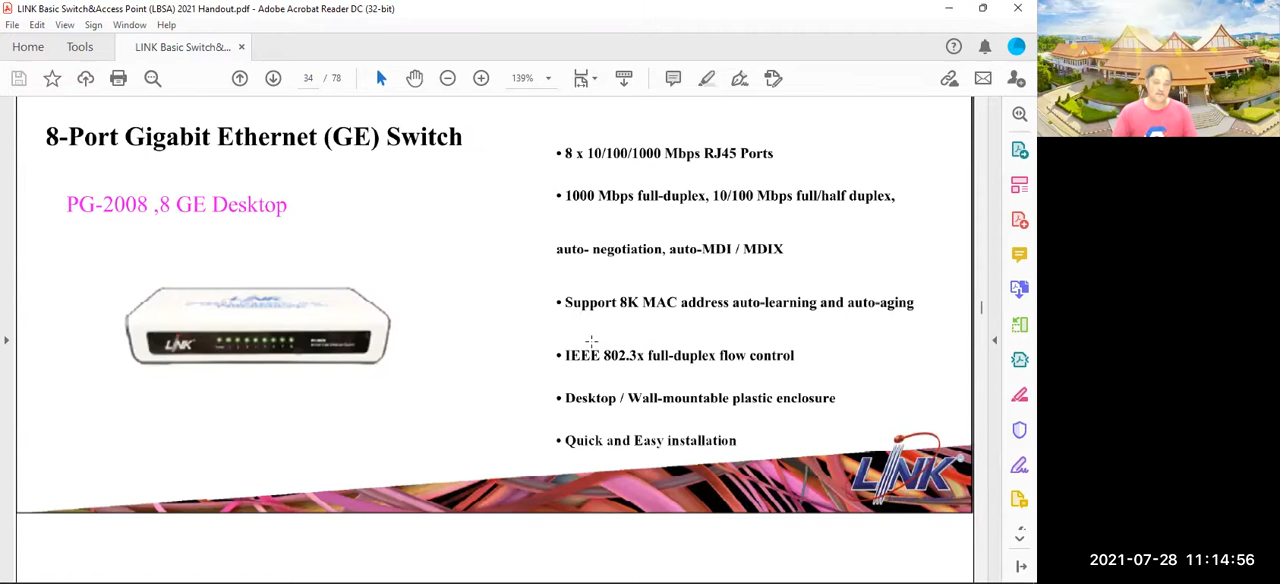 LINK Basic Switch&Access Point (LBSA) 2021 Handout.pdf - Adobe Acrobat Reader DC (32-bit)
File Edit View Sign Window Help
Home Tools LINK Basic Switch&... ×
34 / 78 139%
8-Port Gigabit Ethernet (GE) Switch
PG-2008 ,8 GE Desktop
• 8 x 10/100/1000 Mbps RJ45 Ports
• 1000 Mbps full-duplex, 10/100 Mbps full/half duplex,
auto- negotiation, auto-MDI / MDIX
• Support 8K MAC address auto-learning and auto-aging
• IEEE 802.3x full-duplex flow control
• Desktop / Wall-mountable plastic enclosure
• Quick and Easy installation
LINK
LINK
LINK
2021-07-28 11:14:56